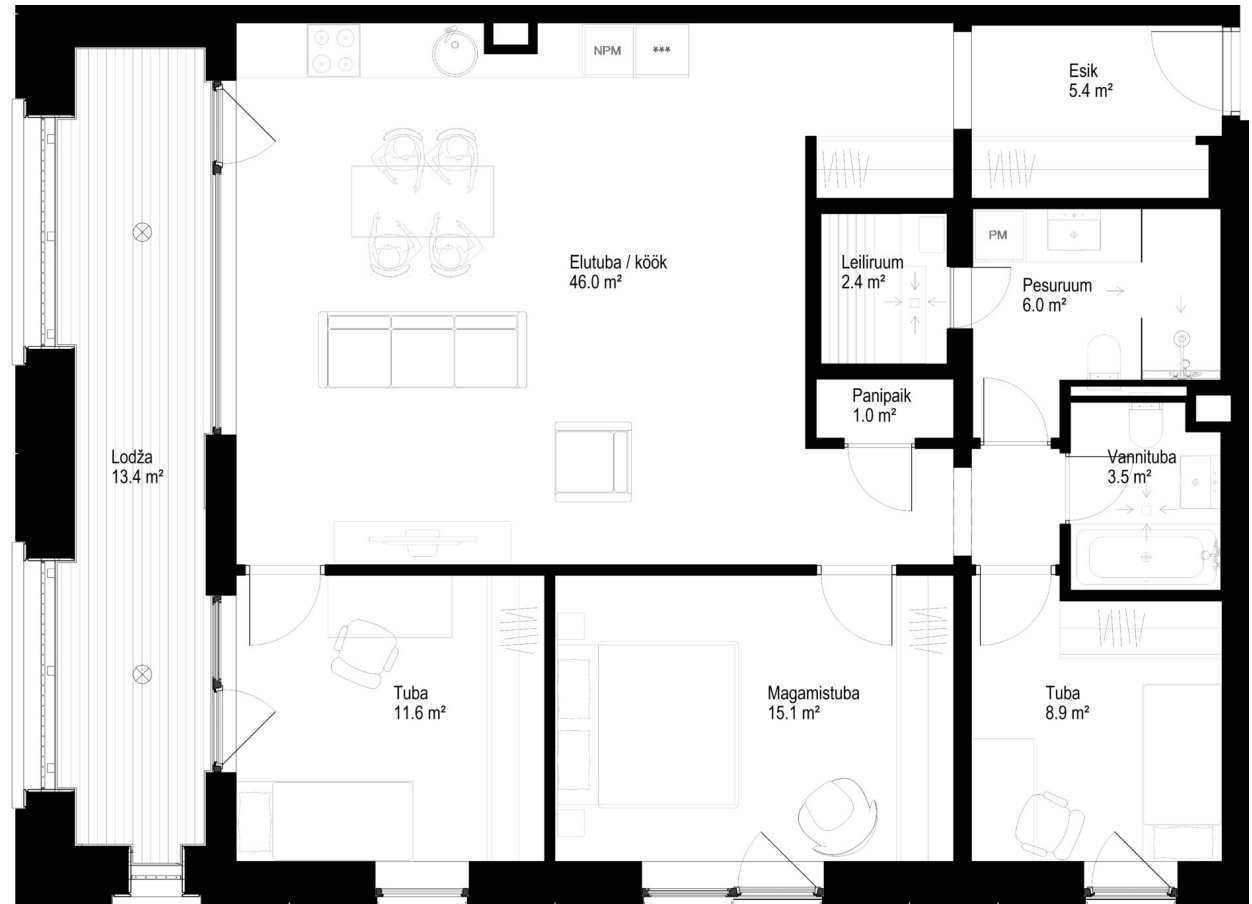 NPM
***
Esik
5.4 m²
Elutuba / köök
46.0 m²
Leiliruum
2.4 m²
PM
Pesuruum
6.0 m²
Panipaik
1.0 m²
Lodža
13.4 m²
Vannituba
3.5 m²
Tuba
11.6 m²
Magamistuba
15.1 m²
Tuba
8.9 m²